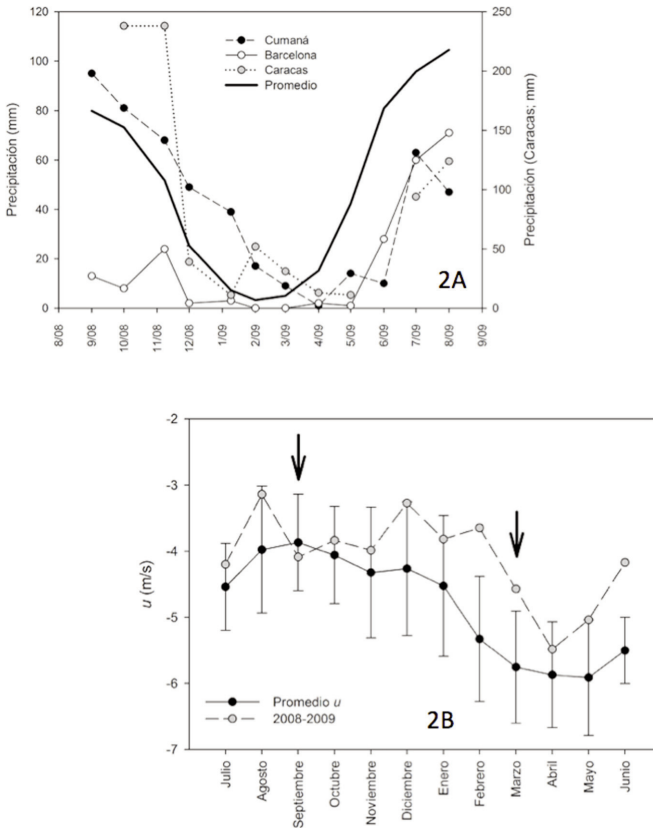 120
100
80
60
40
20
0
Precipitación (mm)
Cumaná
Barcelona
Caracas
Promedio
250
200
150
100
50
0
Precipitación (Caracas; mm)
2A
8/08
9/08
10/08
11/08
12/08
1/09
2/09
3/09
4/09
5/09
6/09
7/09
8/09
9/09
-2
-3
-4
-5
-6
-7
u (m/s)
Promedio u
2008-2009
2B
Julio
Agosto
Septiembre
Octubre
Noviembre
Diciembre
Enero
Febrero
Marzo
Abril
Mayo
Junio